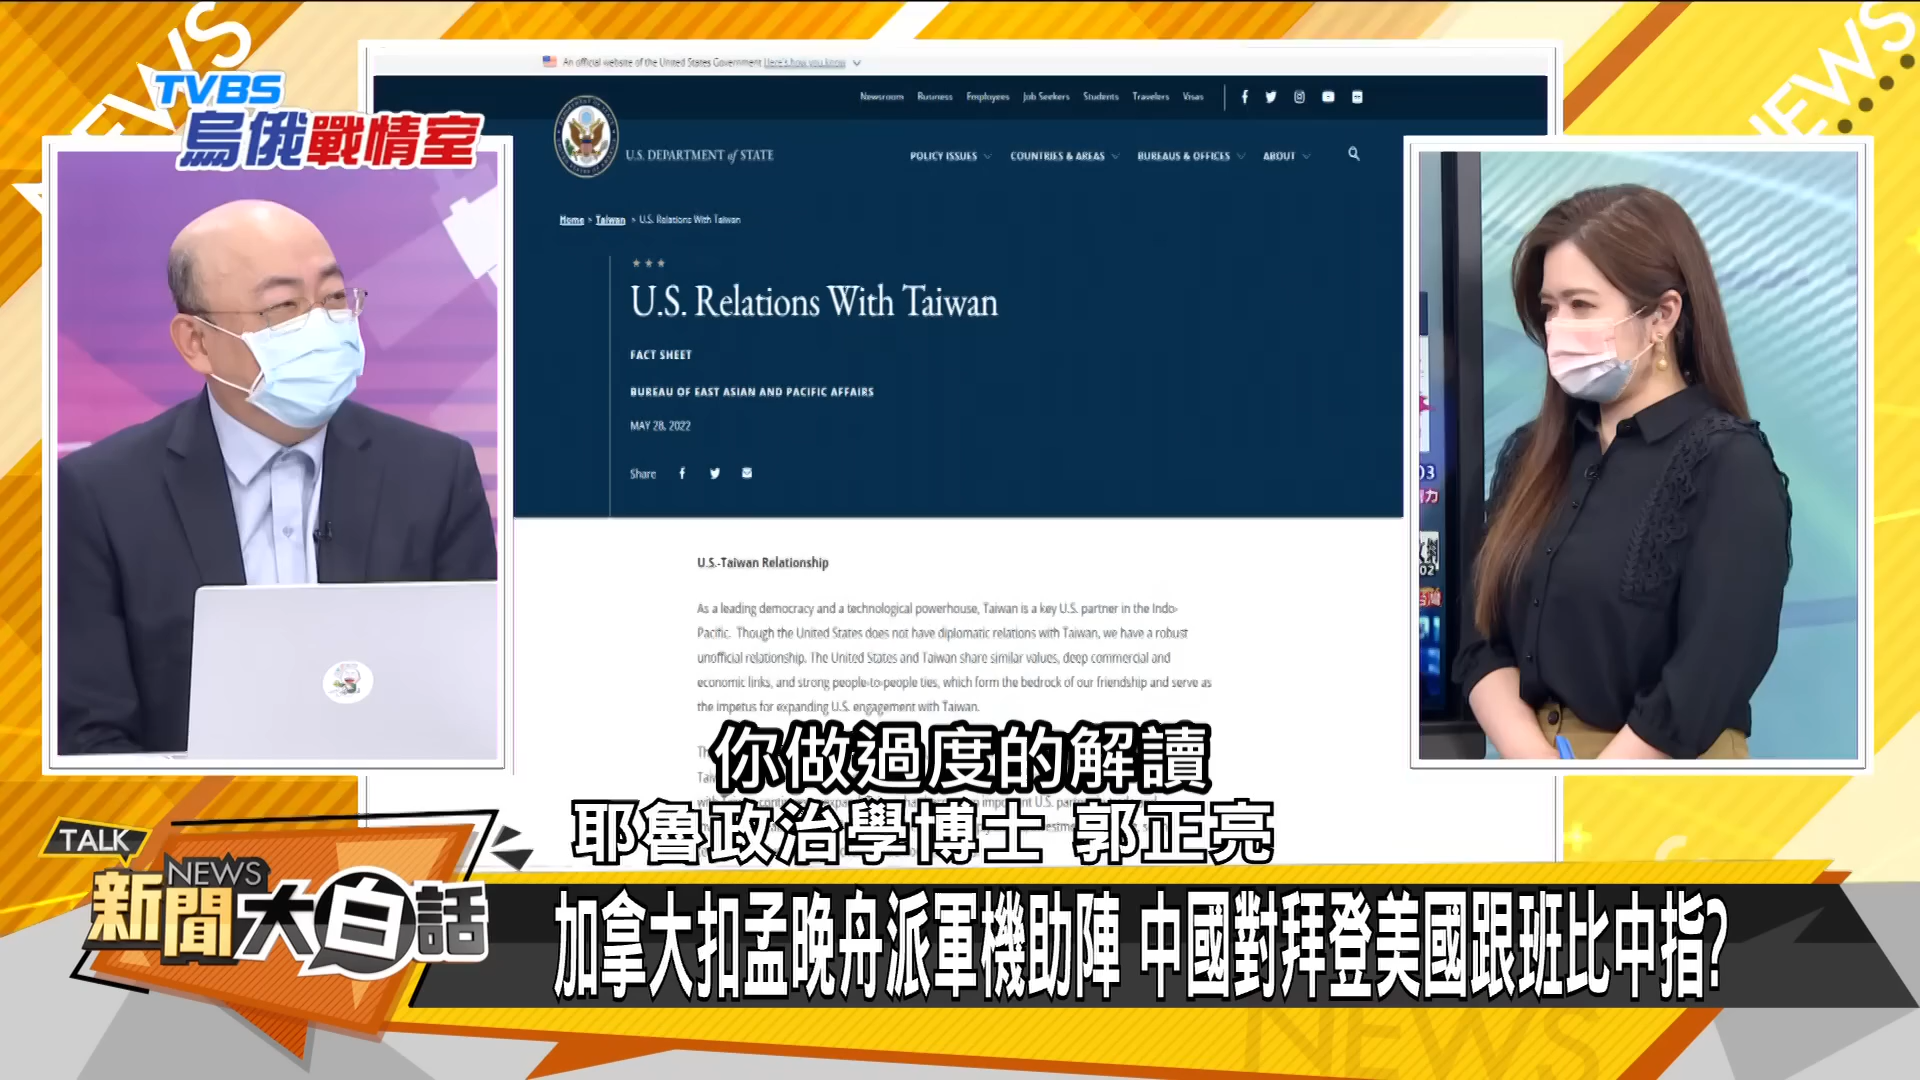 NEWS
NEWS
TVBS
烏俄戰情室
An official website of the United States Government Here's how you know
Newsroom Business Employees Job Seekers Students Travelers Visas
U.S. DEPARTMENT of STATE
POLICY ISSUES COUNTRIES & AREAS BUREAUS & OFFICES ABOUT
Home > Taiwan > U.S. Relations With Taiwan
U.S. Relations With Taiwan
FACT SHEET
BUREAU OF EAST ASIAN AND PACIFIC AFFAIRS
MAY 28, 2022
Share
U.S.-Taiwan Relationship
As a leading democracy and a technological powerhouse, Taiwan is a key U.S. partner in the Indo-
Pacific. Though the United States does not have diplomatic relations with Taiwan, we have a robust
unofficial relationship. The United States and Taiwan share similar values, deep commercial and
economic links, and strong people-to-people ties, which form the bedrock of our friendship and serve as
the impetus for expanding U.S. engagement with Taiwan.
你做過度的解讀
耶魯政治學博士 郭正亮
TALK
NEWS
新聞大白話
加拿大扣孟晚舟派軍機助陣 中國對拜登美國跟班比中指?
NEWS